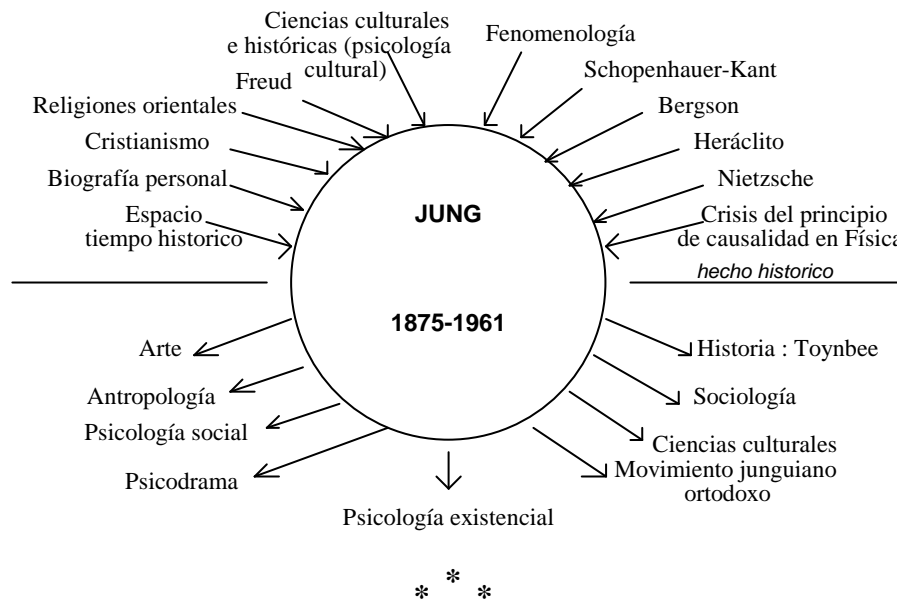 Ciencias culturales
e históricas (psicología
cultural)
Fenomenología
Freud
Schopenhauer-Kant
Religiones orientales
Bergson
Cristianismo
Heráclito
Biografía personal
Nietzsche
Espacio
tiempo historico
JUNG
Crisis del principio
de causalidad en Física
hecho historico
1875-1961
Arte
Historia : Toynbee
Antropología
Sociología
Psicología social
Ciencias culturales
Psicodrama
Movimiento junguiano
ortodoxo
Psicología existencial
* * *